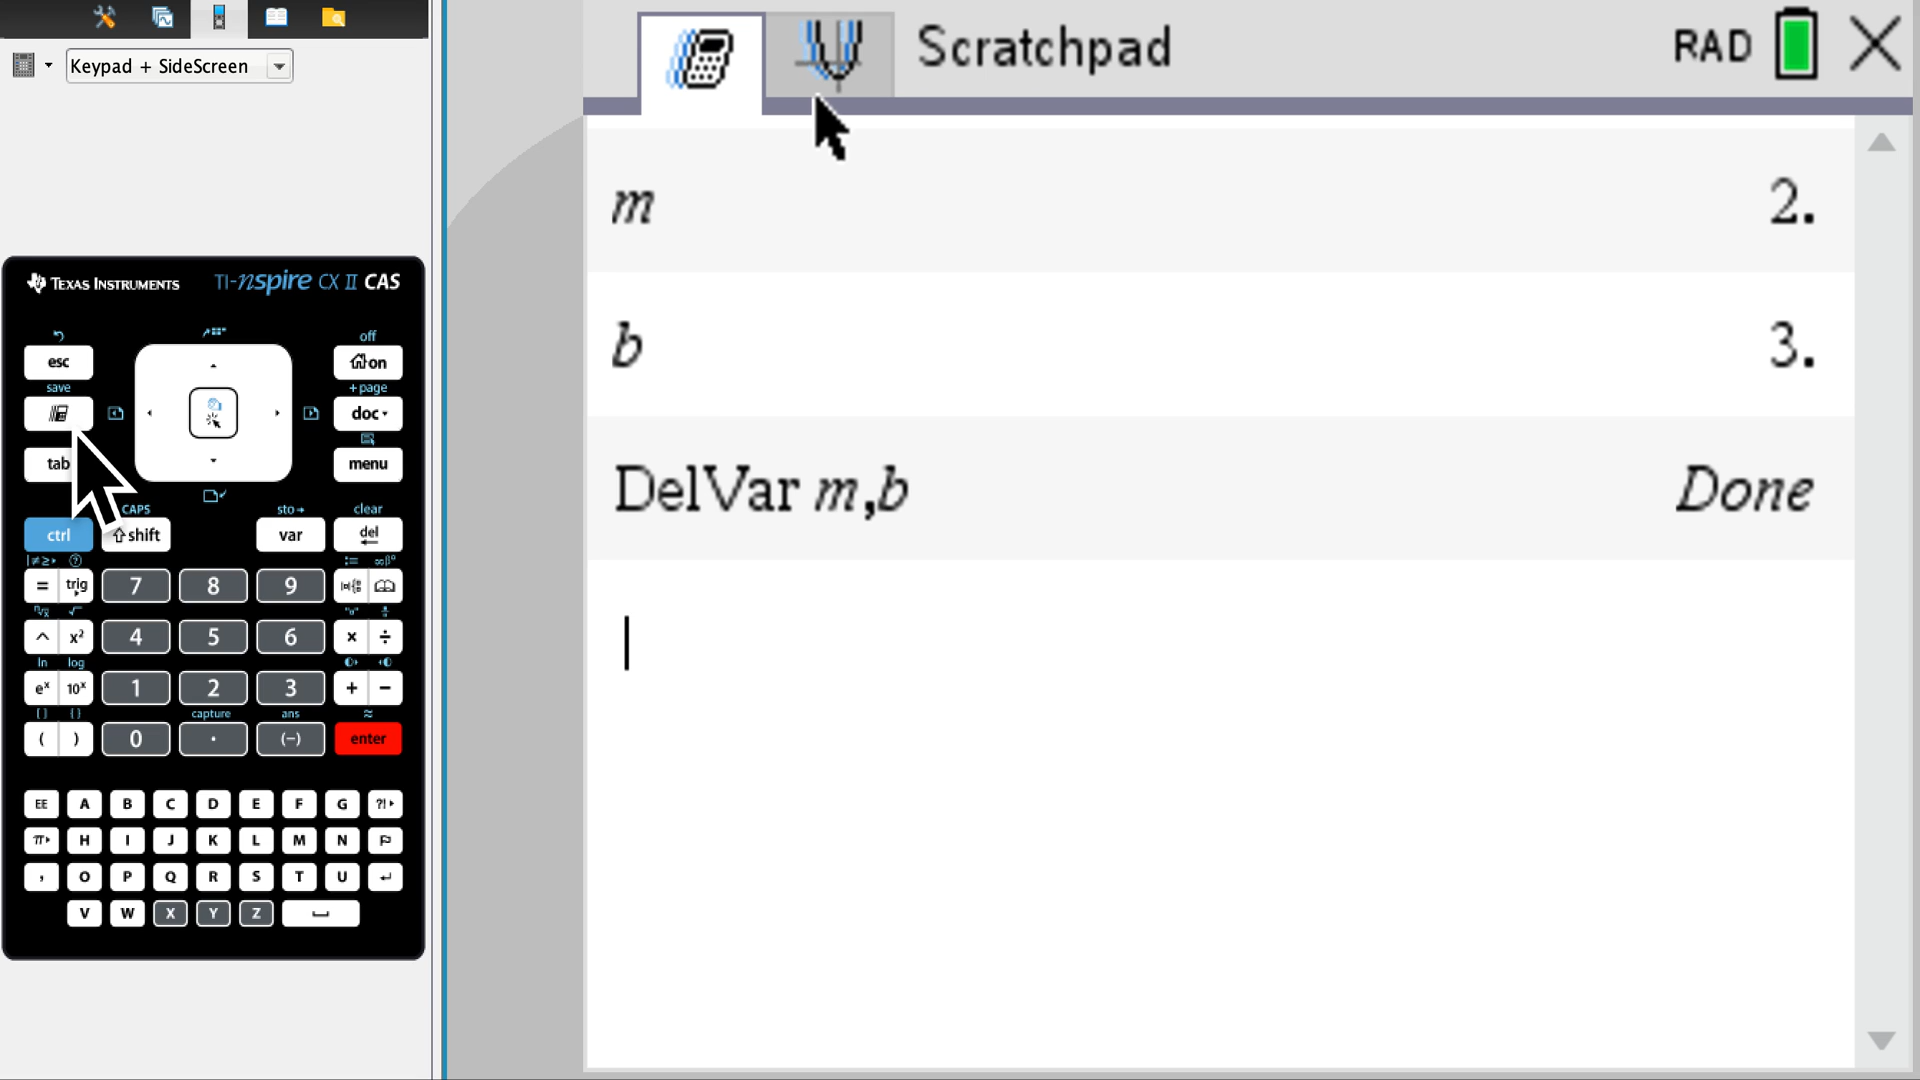 Keypad + SideScreen
Scratchpad
RAD
m 2.
b 3.
DelVar m,b Done
TEXAS INSTRUMENTS TI-nspire CX II CAS
off
esc
on
save
+ page
doc
tab
menu
CAPS
sto→
clear
ctrl
shift
var
del
|≠≥▸
:=
∞β°
= trig 7 8 9
ⁿ√x
√
^ x² 4 5 6 × ÷
ln log
eˣ 10ˣ 1 2 3 + −
[ ] { } capture ans ≈
( ) 0 . (−) enter
EE A B C D E F G ?!▸
π▸ H I J K L M N
, O P Q R S T U ↵
V W X Y Z